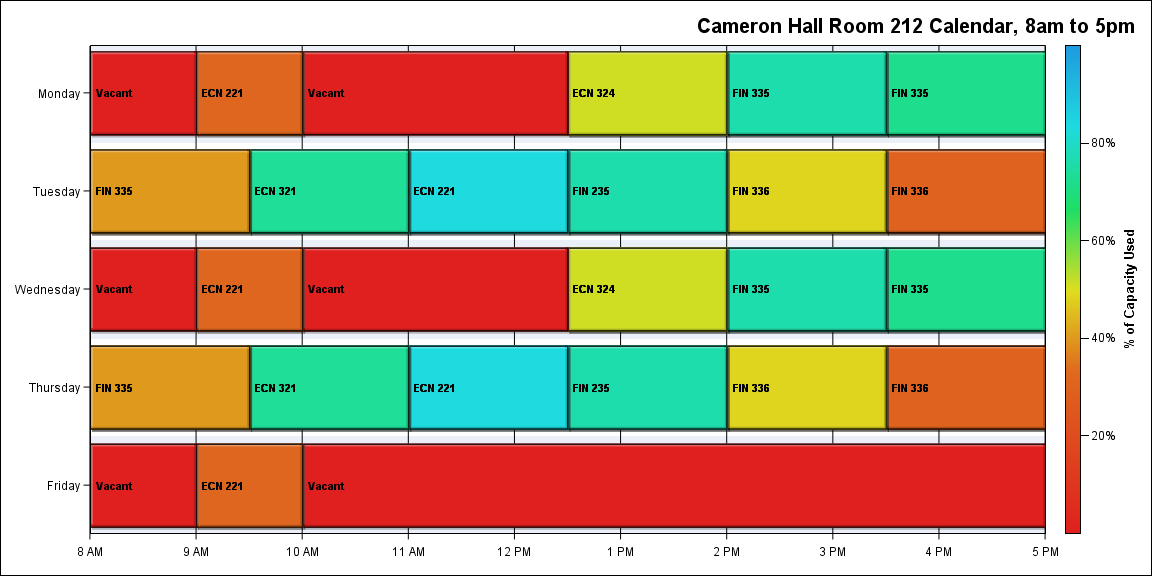 Cameron Hall Room 212 Calendar, 8am to 5pm
Monday
Vacant
ECN 221
Vacant
ECN 324
FIN 335
FIN 335
80%
Tuesday
FIN 335
ECN 321
ECN 221
FIN 235
FIN 336
FIN 336
60%
% of Capacity Used
Wednesday
Vacant
ECN 221
Vacant
ECN 324
FIN 335
FIN 335
40%
Thursday
FIN 335
ECN 321
ECN 221
FIN 235
FIN 336
FIN 336
20%
Friday
Vacant
ECN 221
Vacant
8 AM
9 AM
10 AM
11 AM
12 PM
1 PM
2 PM
3 PM
4 PM
5 PM